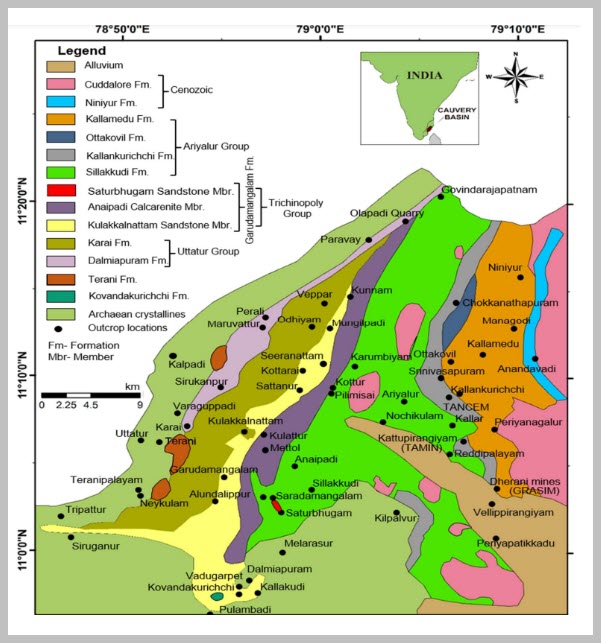 78°50'0"E
79°0'0"E
79°10'0"E
Legend
Alluvium
Cuddalore Fm.
Cenozoic
Niniyur Fm.
Kallamedu Fm.
Ottakovil Fm.
Ariyalur Group
Kallankurichchi Fm.
Sillakkudi Fm.
Saturbhugam Sandstone Mbr.
Anaipadi Calcarenite Mbr.
Kulakkalnattam Sandstone Mbr.
Garudamangalam Fm.
Trichinopoly
Group
Karai Fm.
Uttatur Group
Dalmiapuram Fm.
Terani Fm.
Kovandakurichchi Fm.
Archaean crystallines
Outcrop locations
Fm- Formation
Mbr- Member
km
0 2.25 4.5 9
INDIA
CAUVERY
BASIN
N
W
E
S
11°20'0"N
11°10'0"N
11°0'0"N
Govindarajapatnam
Olapadi Quarry
Paravay
Niniyur
Kunnam
Veppar
Chokkanathapuram
Perali
Odhiyam
Maruvattur
Mungilpadi
Managodi
Kallamedu
Seeranattam
Ottakovil
Kalpadi
Kottarai
Karumbiyam
Srinivasapuram
Anandavadi
Sirukanpur
Sattanur
Kottur
Pilimisai
Ariyalur
Kallankurichchi
TANCEM
Varaguppadi
Kulakkalnattam
Nochikulam
Kallar
Periyanagalur
Karai
Uttatur
Terani
Kulattur
Kattupirangiyam
(TAMIN)
Mettol
Reddipalayam
Garudamangalam
Anaipadi
Teranipalayam
Sillakkudi
Dherani mines
(GRASIM)
Neykulam
Alundalippur
Saradamangalam
Tripattur
Saturbhugam
Kilpalvur
Vellippirangiyam
Siruganur
Melarasur
Periyapatikkadu
Dalmiapuram
Vadugarpet
Kovandakurichchi
Kallakudi
Pulambadi